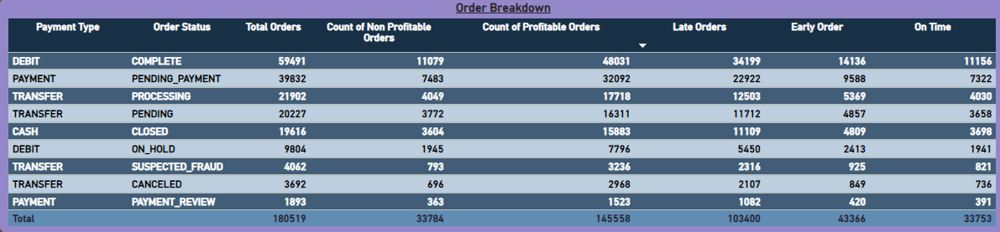 Order Breakdown
Payment Type Order Status Total Orders Count of Non Profitable Orders Count of Profitable Orders Late Orders Early Order On Time
DEBIT COMPLETE 59491 11079 48031 34199 14136 11156
PAYMENT PENDING_PAYMENT 39832 7483 32092 22922 9588 7322
TRANSFER PROCESSING 21902 4049 17718 12503 5369 4030
TRANSFER PENDING 20227 3772 16311 11712 4857 3658
CASH CLOSED 19616 3604 15883 11109 4809 3698
DEBIT ON_HOLD 9804 1945 7796 5450 2413 1941
TRANSFER SUSPECTED_FRAUD 4062 793 3236 2316 925 821
TRANSFER CANCELED 3692 696 2968 2107 849 736
PAYMENT PAYMENT_REVIEW 1893 363 1523 1082 420 391
Total 180519 33784 145558 103400 43366 33753